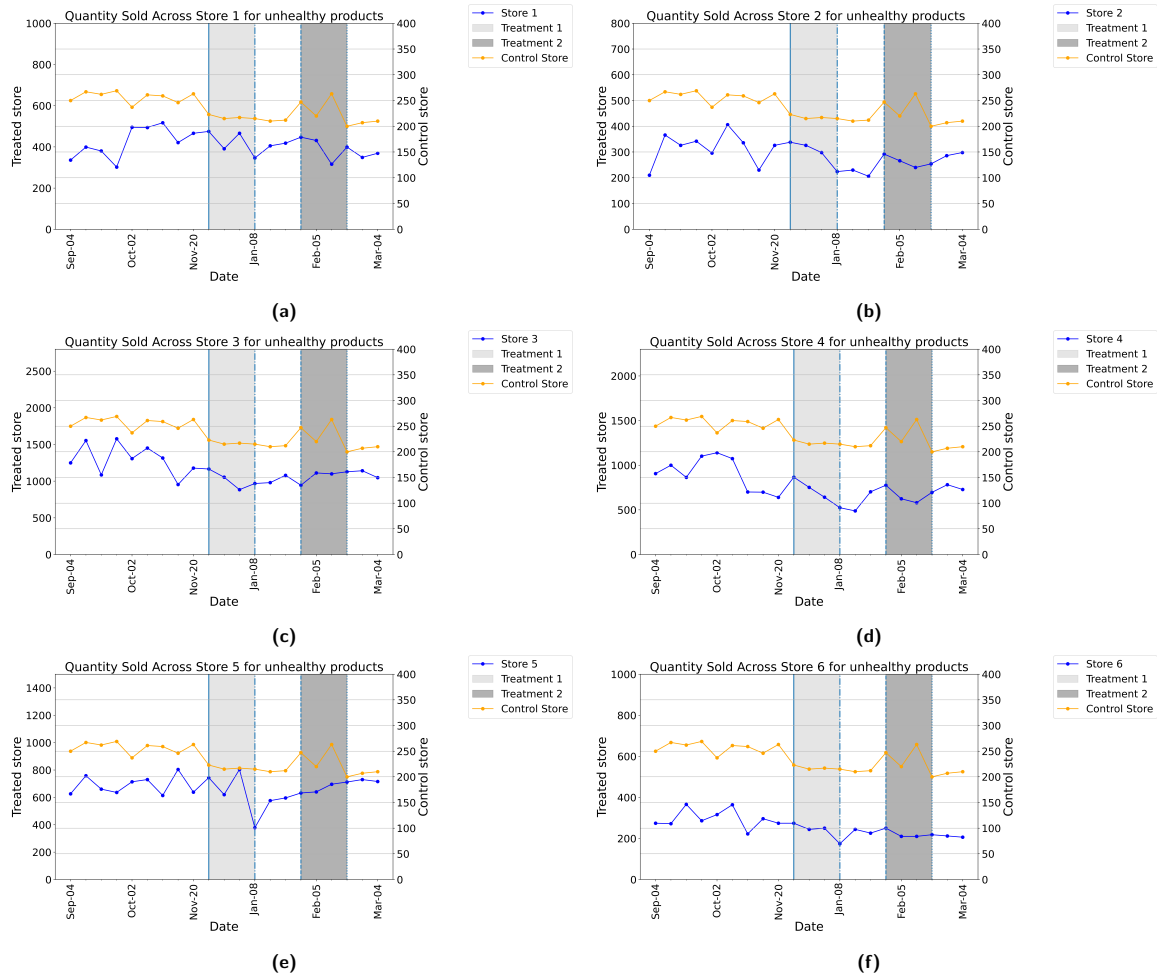 Quantity Sold Across Store 1 for unhealthy products
Store 1
Treatment 1
Treatment 2
Control Store
Treated store
1000
800
600
400
200
0
400
350
300
250
200
150
100
50
0
Control store
Sep-04 Oct-02 Nov-20 Jan-08 Feb-05 Mar-04
Date
(a)
Quantity Sold Across Store 2 for unhealthy products
Store 2
Treatment 1
Treatment 2
Control Store
Treated store
800
700
600
500
400
300
200
100
0
400
350
300
250
200
150
100
50
0
Control store
Sep-04 Oct-02 Nov-20 Jan-08 Feb-05 Mar-04
Date
(b)
Quantity Sold Across Store 3 for unhealthy products
Store 3
Treatment 1
Treatment 2
Control Store
Treated store
2500
2000
1500
1000
500
0
400
350
300
250
200
150
100
50
0
Control store
Sep-04 Oct-02 Nov-20 Jan-08 Feb-05 Mar-04
Date
(c)
Quantity Sold Across Store 4 for unhealthy products
Store 4
Treatment 1
Treatment 2
Control Store
Treated store
2000
1500
1000
500
0
400
350
300
250
200
150
100
50
0
Control store
Sep-04 Oct-02 Nov-20 Jan-08 Feb-05 Mar-04
Date
(d)
Quantity Sold Across Store 5 for unhealthy products
Store 5
Treatment 1
Treatment 2
Control Store
Treated store
1400
1200
1000
800
600
400
200
0
400
350
300
250
200
150
100
50
0
Control store
Sep-04 Oct-02 Nov-20 Jan-08 Feb-05 Mar-04
Date
(e)
Quantity Sold Across Store 6 for unhealthy products
Store 6
Treatment 1
Treatment 2
Control Store
Treated store
1000
800
600
400
200
0
400
350
300
250
200
150
100
50
0
Control store
Sep-04 Oct-02 Nov-20 Jan-08 Feb-05 Mar-04
Date
(f)